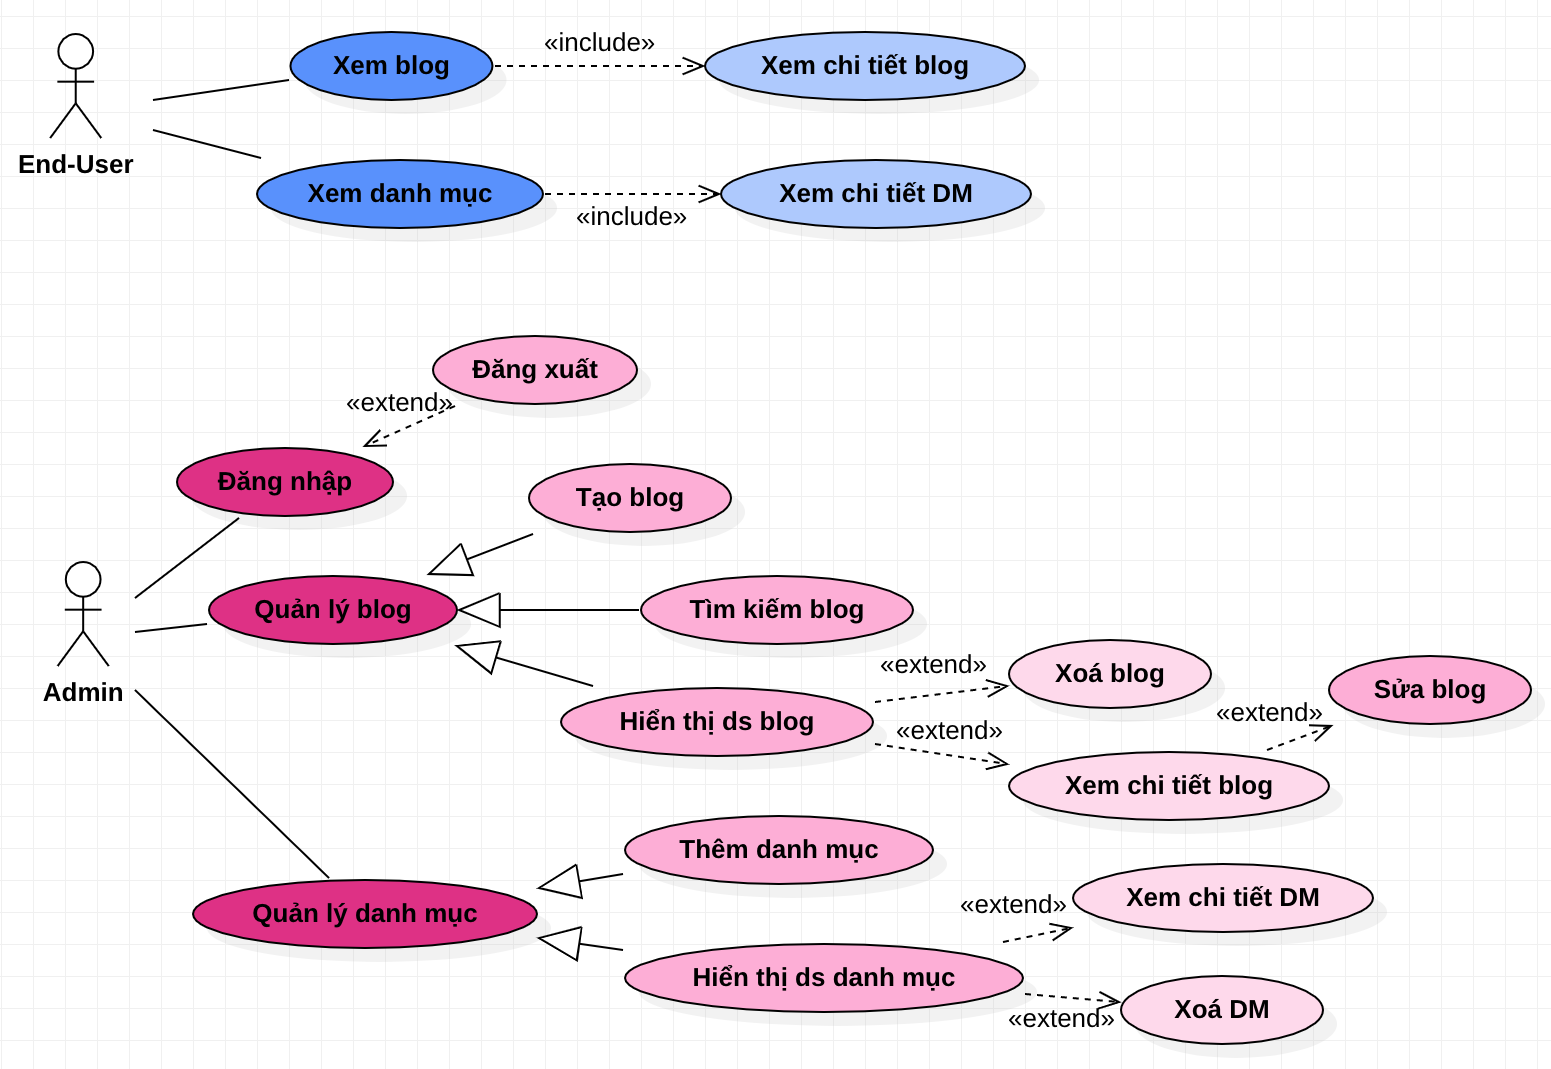 Xem blog
«include»
Xem chi tiết blog
End-User
Xem danh mục
«include»
Xem chi tiết DM
Đăng xuất
«extend»
Đăng nhập
Tạo blog
Quản lý blog
Tìm kiếm blog
Admin
Hiển thị ds blog
«extend»
Xoá blog
«extend»
Xem chi tiết blog
«extend»
Sửa blog
Thêm danh mục
Quản lý danh mục
Hiển thị ds danh mục
«extend»
Xem chi tiết DM
«extend»
Xoá DM